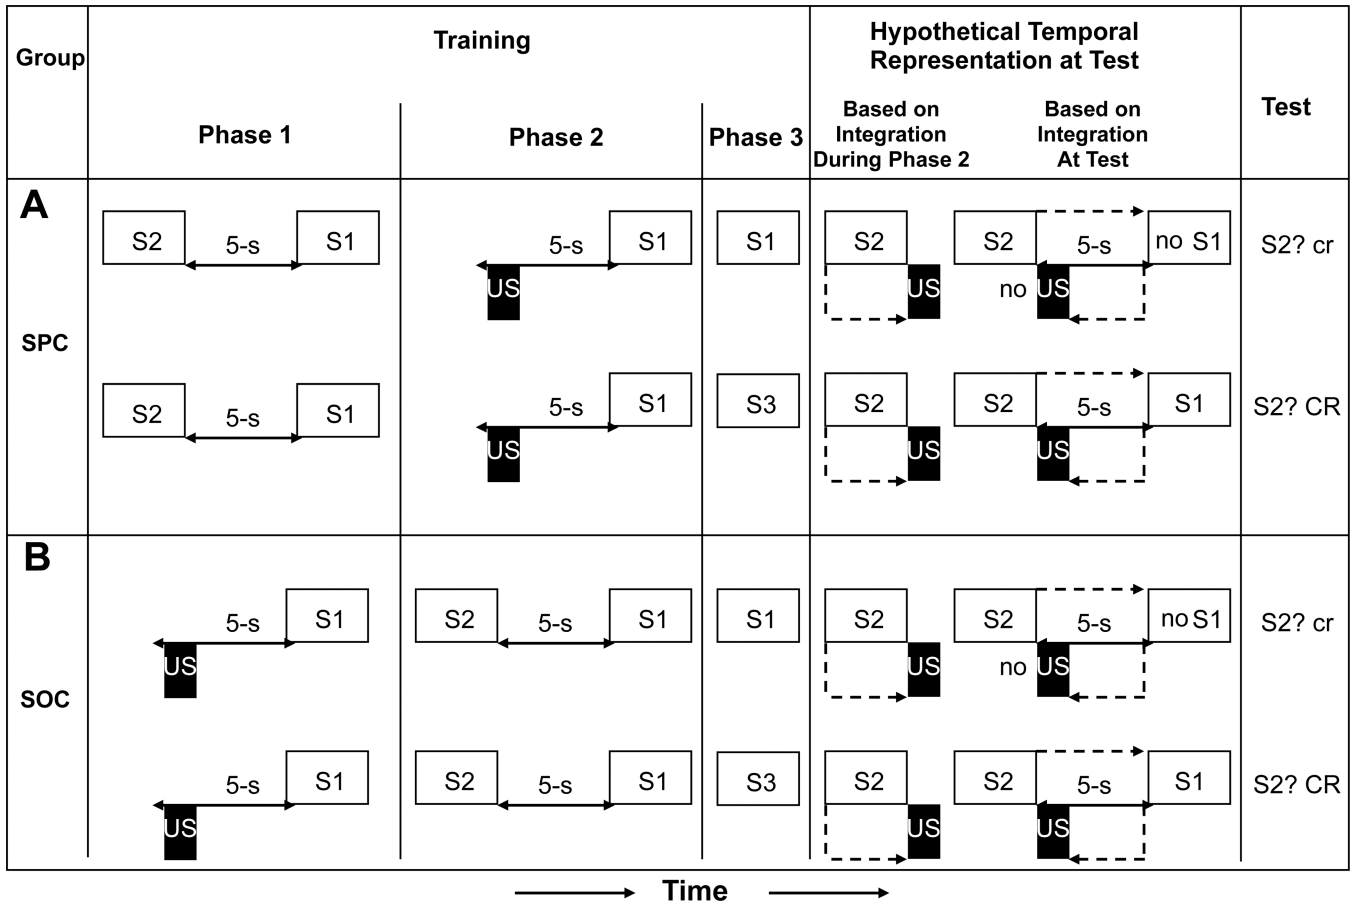 Group
Training
Hypothetical Temporal
Representation at Test
Test
Phase 1
Phase 2
Phase 3
Based on
Integration
During Phase 2
Based on
Integration
At Test
A
SPC
S2 5-s S1
5-s S1
US
S1
S2
US
S2 5-s no S1
no US
S2? cr
S2 5-s S1
5-s S1
US
S3
S2
US
S2 5-s S1
US
S2? CR
B
SOC
5-s S1
US
S2 5-s S1
S1
S2
US
S2 5-s no S1
no US
S2? cr
5-s S1
US
S2 5-s S1
S3
S2
US
S2 5-s S1
US
S2? CR
Time